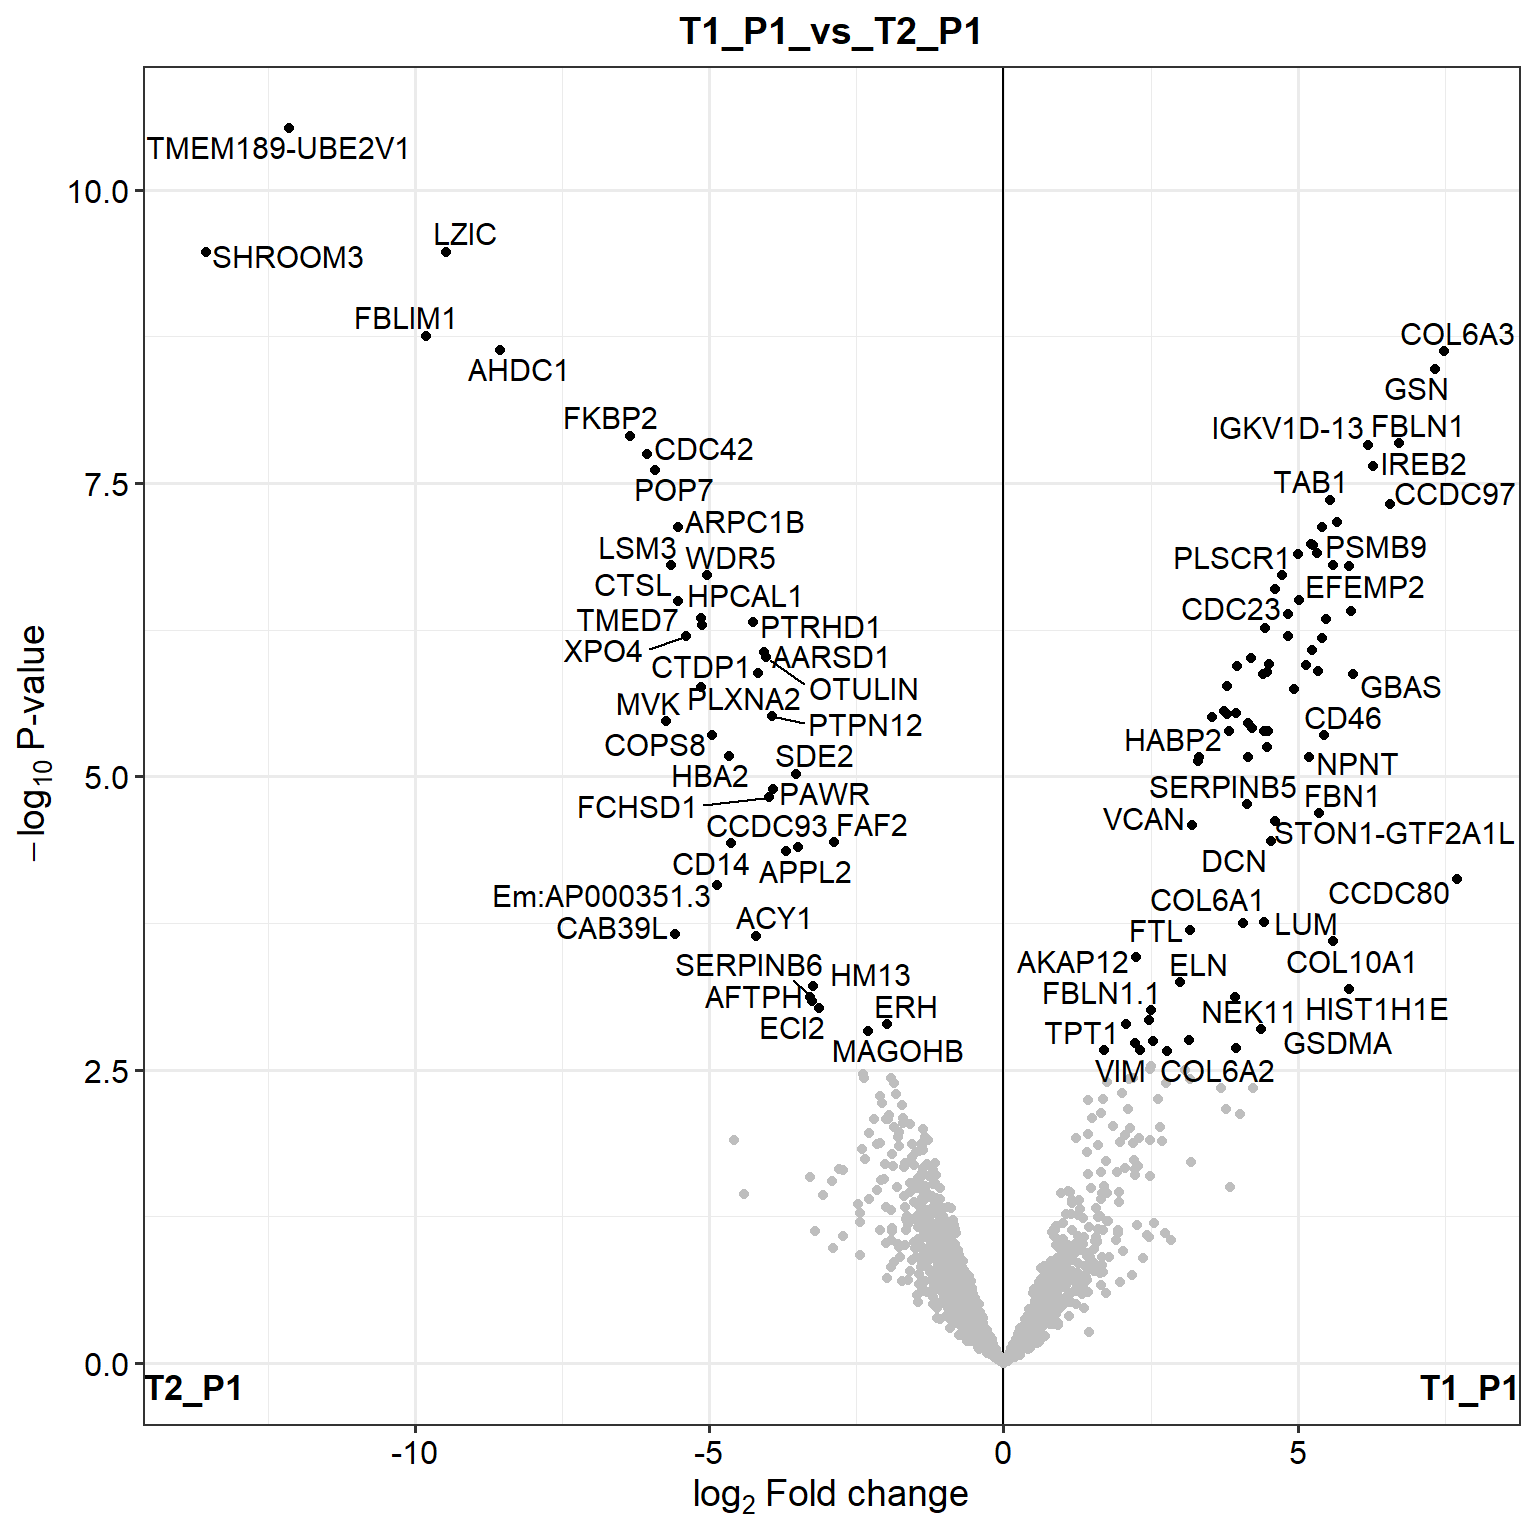 T1_P1_vs_T2_P1
TMEM189-UBE2V1
10.0
LZIC
SHROOM3
FBLIM1
COL6A3
AHDC1
GSN
FKBP2
IGKV1D-13 FBLN1
CDC42
IREB2
7.5
TAB1
POP7
CCDC97
ARPC1B
LSM3 WDR5
PLSCR1 PSMB9
CTSL HPCAL1
EFEMP2
TMED7 PTRHD1
CDC23
XPO4 AARSD1
CTDP1
OTULIN
GBAS
MVK PLXNA2
PTPN12
CD46
COPS8
HABP2
SDE2
NPNT
5.0
HBA2
SERPINB5 FBN1
FCHSD1 PAWR
CCDC93 FAF2
VCAN
STON1-GTF2A1L
CD14 APPL2
DCN
Em:AP000351.3
CCDC80
COL6A1
CAB39L ACY1
FTL LUM
SERPINB6 HM13
AKAP12 ELN COL10A1
AFTPH
FBLN1.1
ERH
NEK11 HIST1H1E
ECI2
TPT1
MAGOHB
GSDMA
2.5
VIM COL6A2
0.0
T2_P1
T1_P1
-10
-5
0
5
log2 Fold change
−log10 P-value